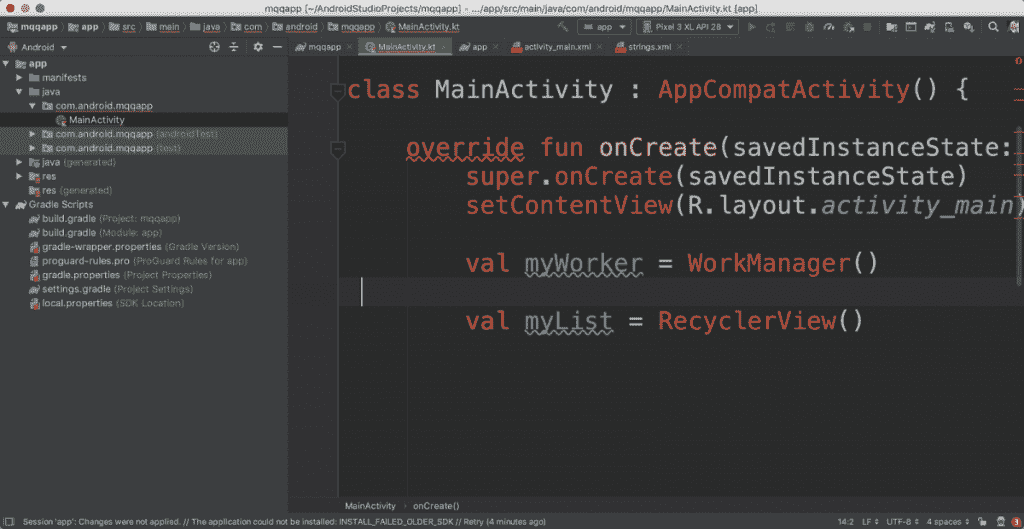 mqqapp [~/AndroidStudioProjects/mqqapp] - .../app/src/main/java/com/android/mqqapp/MainActivity.kt [app]
mqqapp app src main java com android mqqapp MainActivity.kt app Pixel 3 XL API 28
Android mqqapp MainActivity.kt app activity_main.xml strings.xml
app
manifests
java
com.android.mqqapp
MainActivity
com.android.mqqapp (androidTest)
com.android.mqqapp (test)
java (generated)
res
res (generated)
Gradle Scripts
build.gradle (Project: mqqapp)
build.gradle (Module: app)
gradle-wrapper.properties (Gradle Version)
proguard-rules.pro (ProGuard Rules for app)
gradle.properties (Project Properties)
settings.gradle (Project Settings)
local.properties (SDK Location)
class MainActivity : AppCompatActivity() {
override fun onCreate(savedInstanceState:
super.onCreate(savedInstanceState)
setContentView(R.layout.activity_main)
val myWorker = WorkManager()
val myList = RecyclerView()
MainActivity onCreate()
Session 'app': Changes were not applied. // The application could not be installed: INSTALL_FAILED_OLDER_SDK // Retry (4 minutes ago) 14:2 LF UTF-8 4 spaces 3